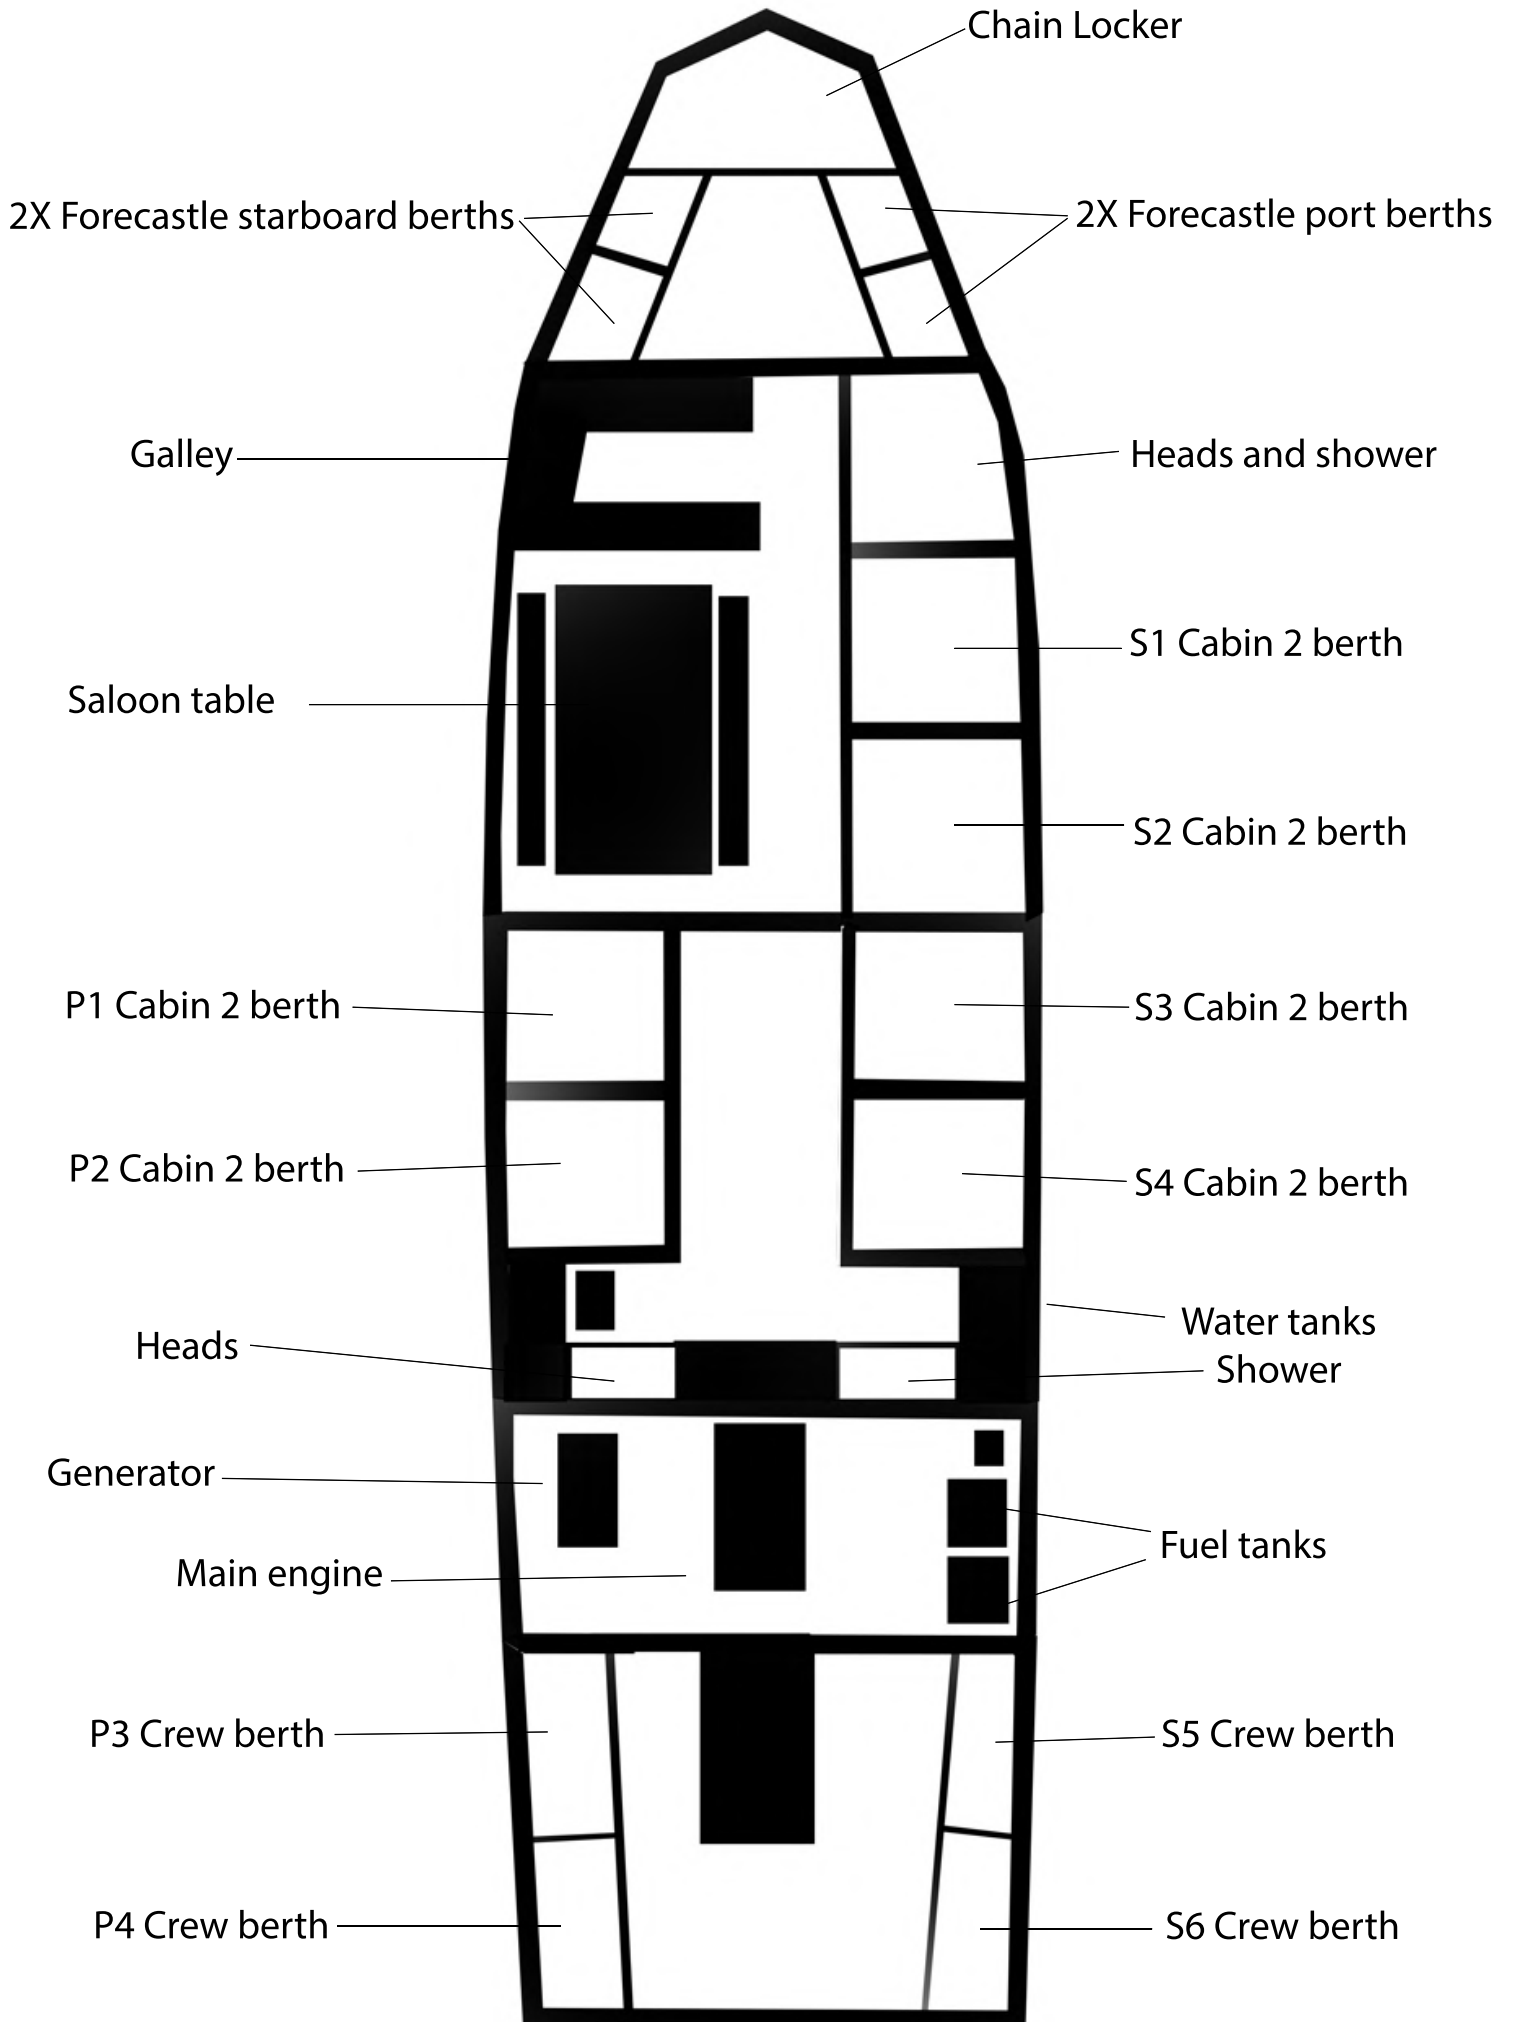 Chain Locker
2X Forecastle starboard berths
2X Forecastle port berths
Galley
Heads and shower
S1 Cabin 2 berth
Saloon table
S2 Cabin 2 berth
P1 Cabin 2 berth
S3 Cabin 2 berth
P2 Cabin 2 berth
S4 Cabin 2 berth
Water tanks
Heads
Shower
Generator
Fuel tanks
Main engine
P3 Crew berth
S5 Crew berth
P4 Crew berth
S6 Crew berth